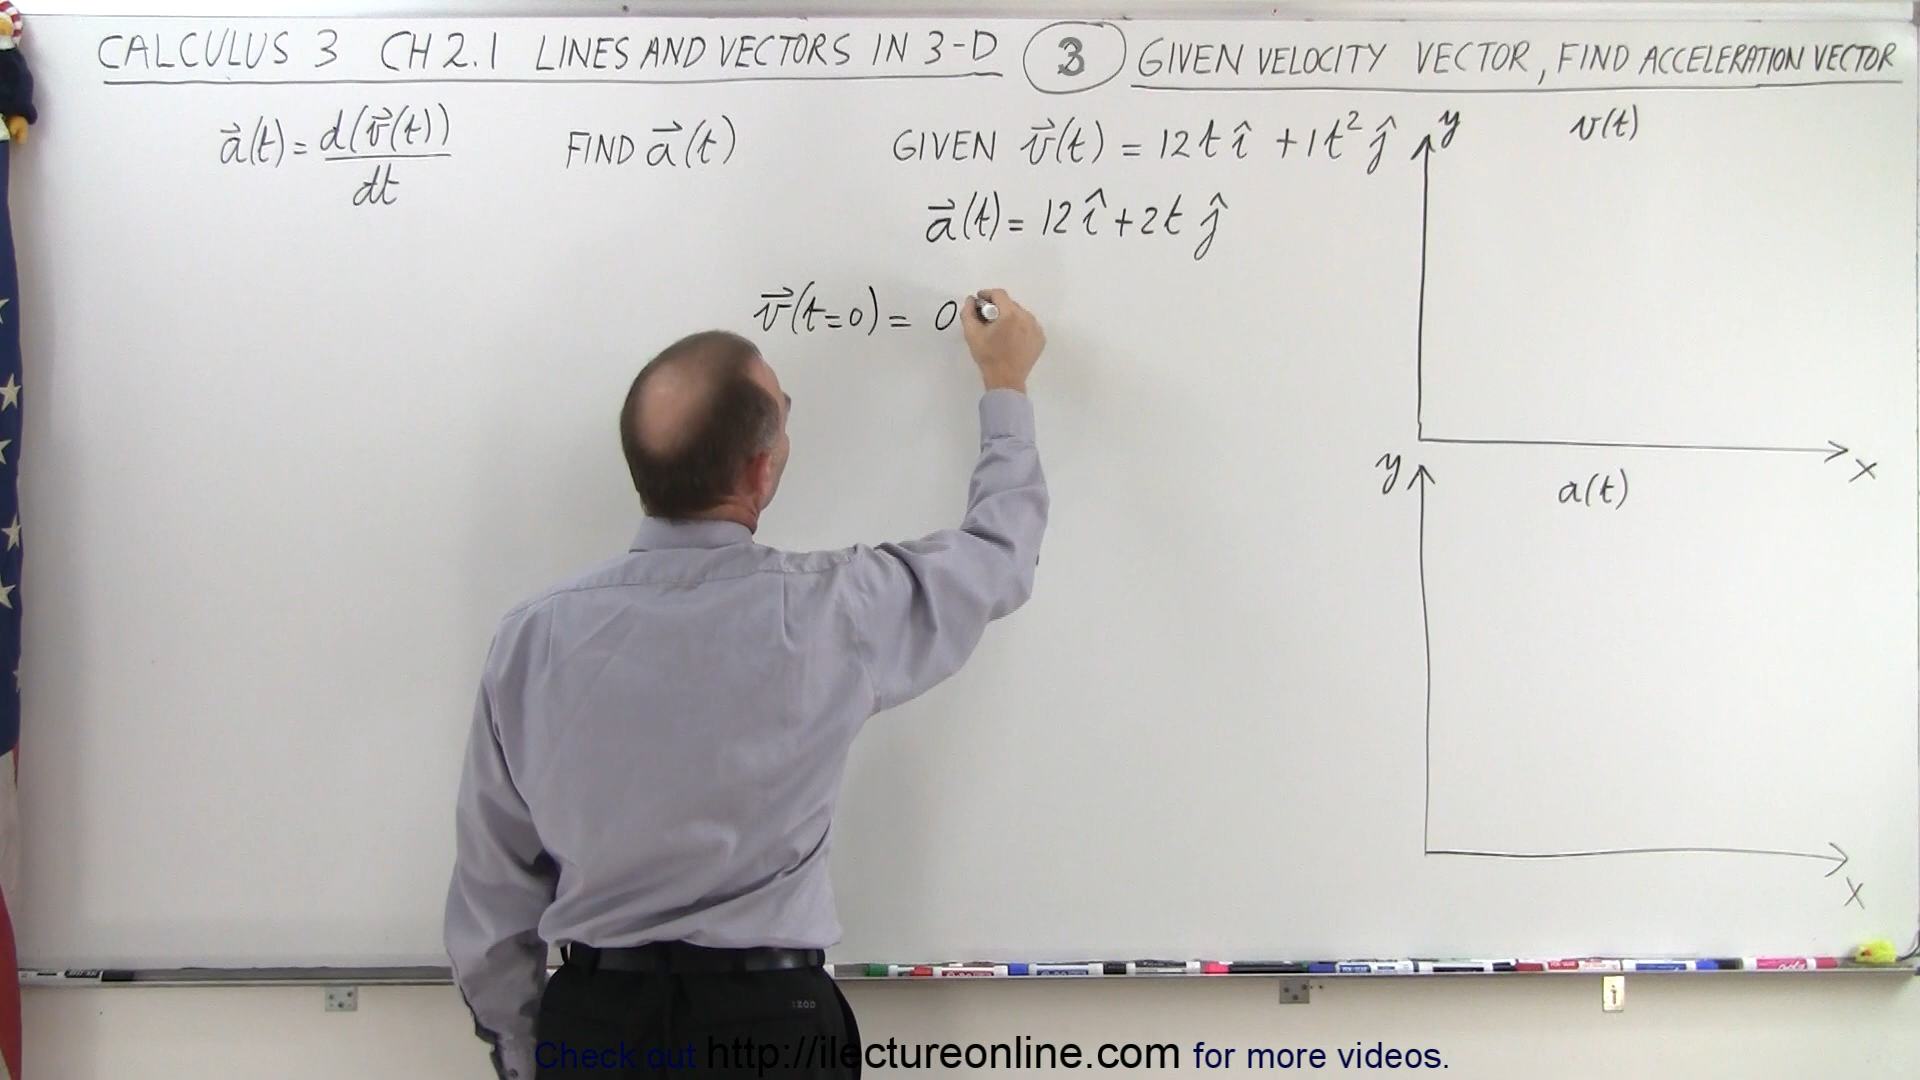 CALCULUS 3 CH 2.1 LINES AND VECTORS IN 3-D 3 GIVEN VELOCITY VECTOR, FIND ACCELERATION VECTOR
a⃗(t) = d(v⃗(t))/dt FIND a⃗(t) GIVEN v⃗(t) = 12t î + 1t² ĵ
a⃗(t) = 12 î + 2t ĵ
v⃗(t=0) = 0
y v(t)
x
y a(t)
x
IZOD
Check out http://ilectureonline.com for more videos.